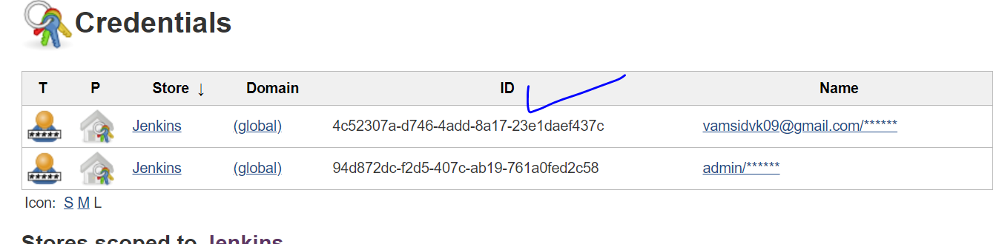 Credentials
T P Store ↓ Domain ID Name
Jenkins (global) 4c52307a-d746-4add-8a17-23e1daef437c vamsidvk09@gmail.com/******
Jenkins (global) 94d872dc-f2d5-407c-ab19-761a0fed2c58 admin/******
Icon: S M L
Stores scoped to Jenkins